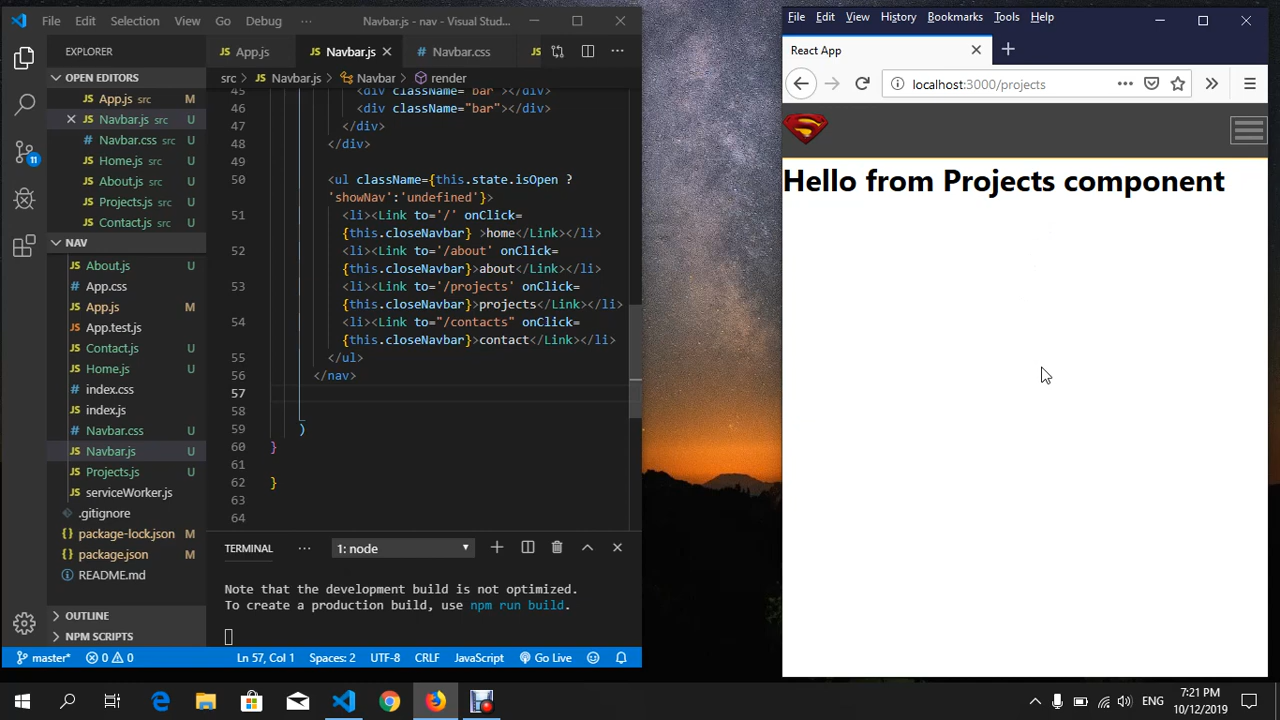 File Edit Selection View Go Debug ··· Navbar.js - nav - Visual Stud...
EXPLORER
OPEN EDITORS
JS App.js src M
JS Navbar.js src U
Navbar.css src U
JS Home.js src U
JS About.js src U
JS Projects.js src U
JS Contact.js src U
11
NAV
JS About.js U
App.css
JS App.js M
JS App.test.js
JS Contact.js U
JS Home.js U
index.css
JS index.js
Navbar.css U
JS Navbar.js U
JS Projects.js U
JS serviceWorker.js
.gitignore
{} package-lock.json M
{} package.json M
README.md
OUTLINE
NPM SCRIPTS
JS App.js JS Navbar.js Navbar.css JS
src > JS Navbar.js > Navbar > render
45 <div className="bar"></div>
46 <div className="bar"></div>
47 </div>
48 </div>
49
50 <ul className={this.state.isOpen ?
'showNav':'undefined'}>
51 <li><Link to='/' onClick=
{this.closeNavbar} >home</Link></li>
52 <li><Link to='/about' onClick=
{this.closeNavbar}>about</Link></li>
53 <li><Link to='/projects' onClick=
{this.closeNavbar}>projects</Link></li>
54 <li><Link to="/contacts" onClick=
{this.closeNavbar}>contact</Link></li>
55 </ul>
56 </nav>
57
58
59 )
60 }
61
62 }
63
64
TERMINAL ··· 1: node
Note that the development build is not optimized.
To create a production build, use npm run build.
master* 0 0 Ln 57, Col 1 Spaces: 2 UTF-8 CRLF JavaScript Go Live
File Edit View History Bookmarks Tools Help
React App
localhost:3000/projects
S
Hello from Projects component
ENG
7:21 PM
10/12/2019